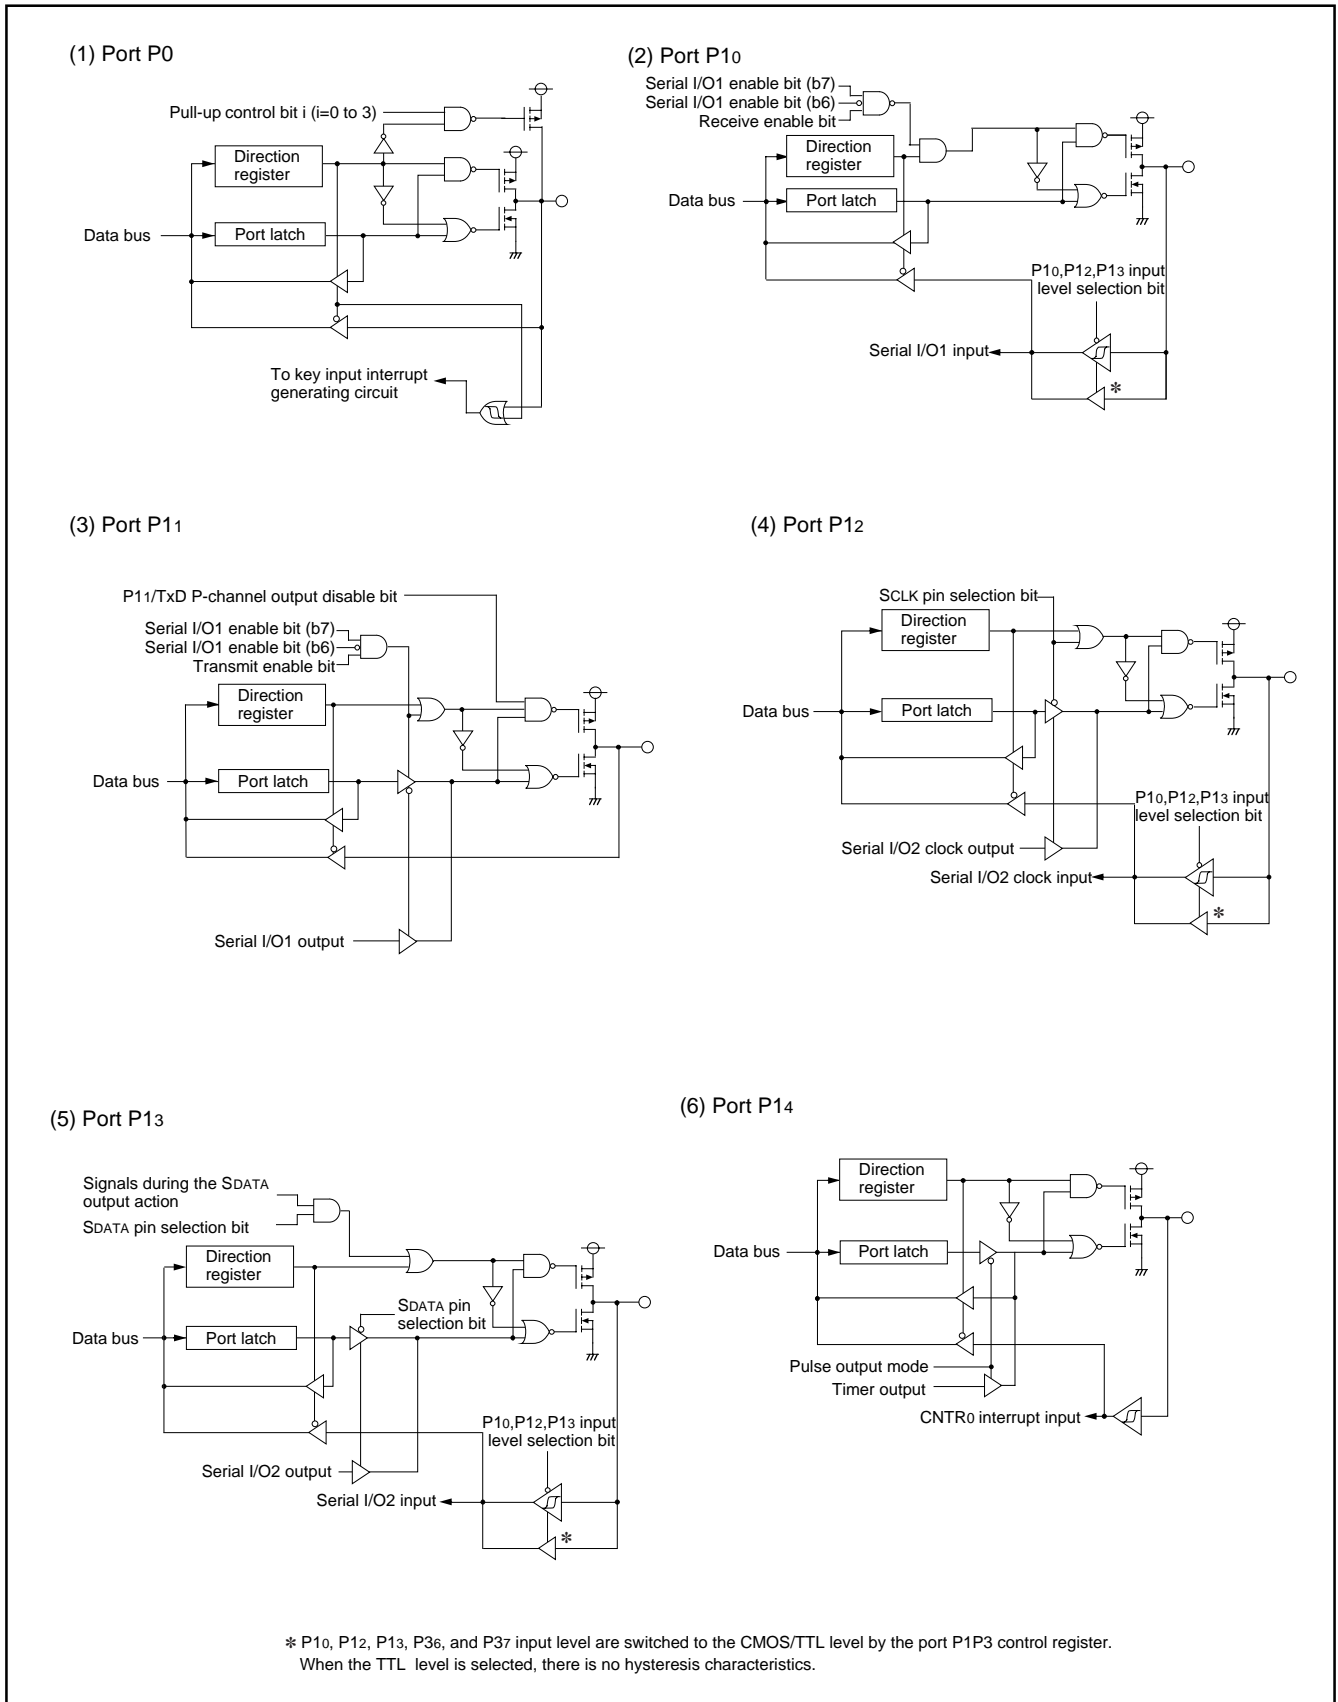 (1) Port P0
Pull-up control bit i (i=0 to 3)
Direction
register
Data bus
Port latch
To key input interrupt
generating circuit
(2) Port P10
Serial I/O1 enable bit (b7)
Serial I/O1 enable bit (b6)
Receive enable bit
Direction
register
Data bus
Port latch
P10,P12,P13 input
level selection bit
Serial I/O1 input
*
(3) Port P11
P11/TxD P-channel output disable bit
Serial I/O1 enable bit (b7)
Serial I/O1 enable bit (b6)
Transmit enable bit
Direction
register
Data bus
Port latch
Serial I/O1 output
(4) Port P12
SCLK pin selection bit
Direction
register
Data bus
Port latch
P10,P12,P13 input
level selection bit
Serial I/O2 clock output
Serial I/O2 clock input
*
(5) Port P13
Signals during the SDATA
output action
SDATA pin selection bit
Direction
register
SDATA pin
selection bit
Data bus
Port latch
P10,P12,P13 input
level selection bit
Serial I/O2 output
Serial I/O2 input
*
(6) Port P14
Direction
register
Data bus
Port latch
Pulse output mode
Timer output
CNTR0 interrupt input
* P10, P12, P13, P36, and P37 input level are switched to the CMOS/TTL level by the port P1P3 control register.
When the TTL level is selected, there is no hysteresis characteristics.